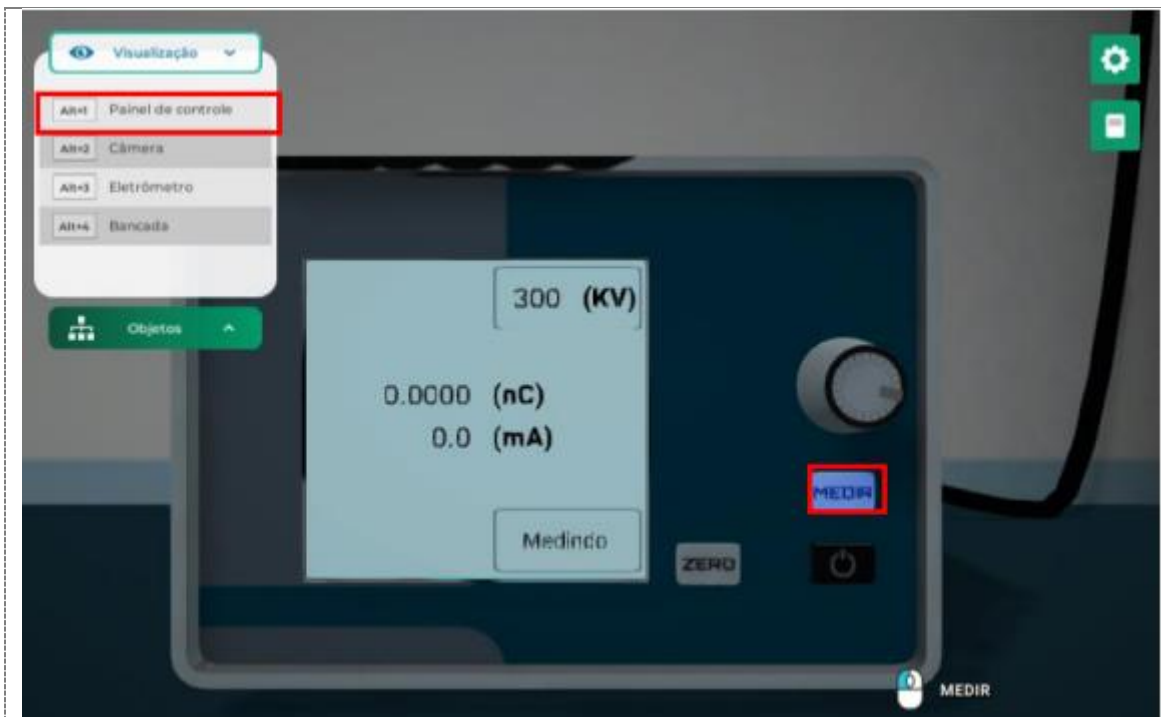 Visualização
Alt+1 Painel de controle
Alt+2 Câmera
Alt+3 Eletrômetro
Alt+4 Bancada
Objetos
300 (KV)
0.0000 (nC)
0.0 (mA)
MEDIR
Medindo
ZERO
MEDIR